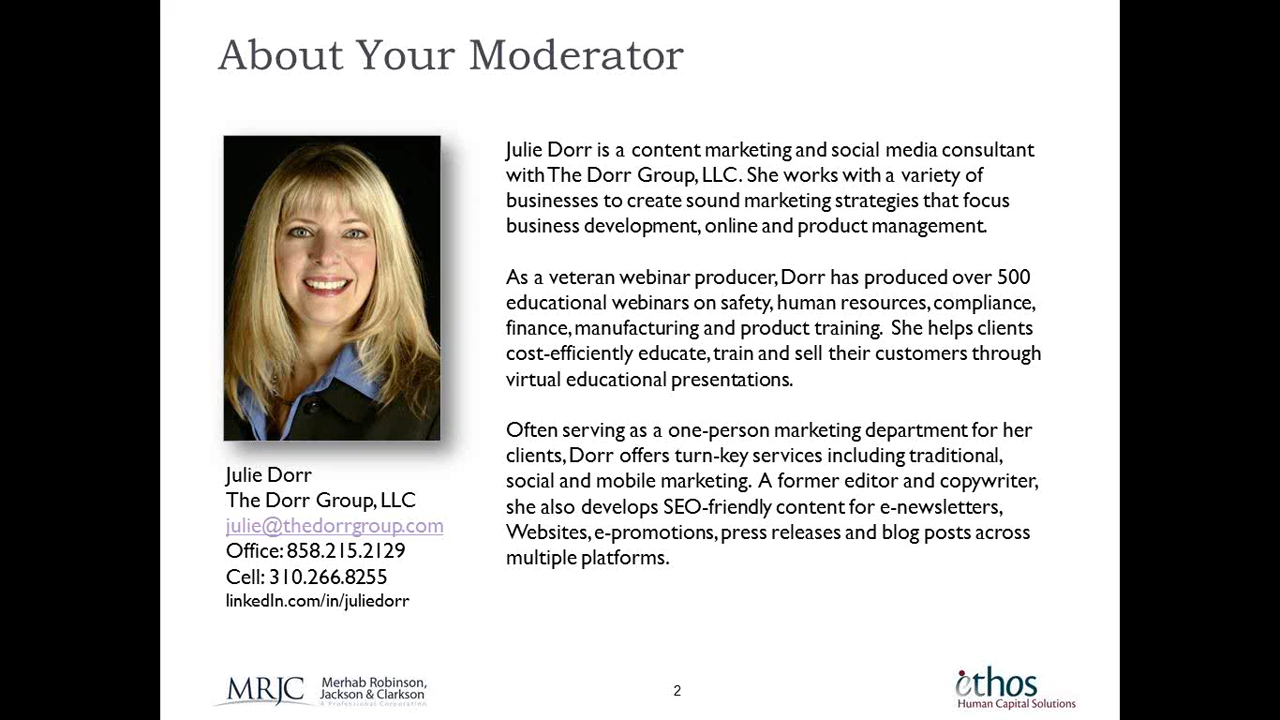 About Your Moderator
Julie Dorr is a content marketing and social media consultant
with The Dorr Group, LLC. She works with a variety of
businesses to create sound marketing strategies that focus
business development, online and product management.
As a veteran webinar producer, Dorr has produced over 500
educational webinars on safety, human resources, compliance,
finance, manufacturing and product training.  She helps clients
cost-efficiently educate, train and sell their customers through
virtual educational presentations.
Often serving as a one-person marketing department for her
clients, Dorr offers turn-key services including traditional,
social and mobile marketing.  A former editor and copywriter,
she also develops SEO-friendly content for e-newsletters,
Websites, e-promotions, press releases and blog posts across
multiple platforms.
Julie Dorr
The Dorr Group, LLC
julie@thedorrgroup.com
Office: 858.215.2129
Cell: 310.266.8255
linkedIn.com/in/juliedorr
MRJC
Merhab Robinson,
Jackson & Clarkson
A Professional Corporation
2
ethos
Human Capital Solutions